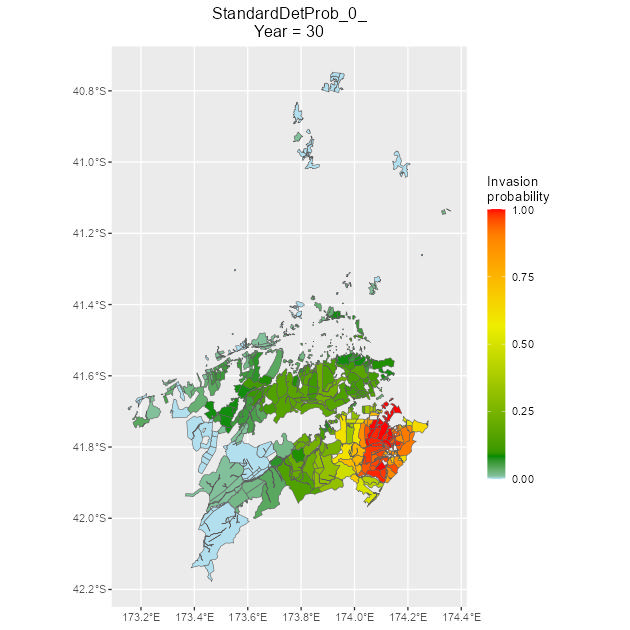 StandardDetProb_0_
Year = 30
40.8°S
41.0°S
41.2°S
41.4°S
41.6°S
41.8°S
42.0°S
42.2°S
173.2°E 173.4°E 173.6°E 173.8°E 174.0°E 174.2°E 174.4°E
Invasion
probability
1.00
0.75
0.50
0.25
0.00